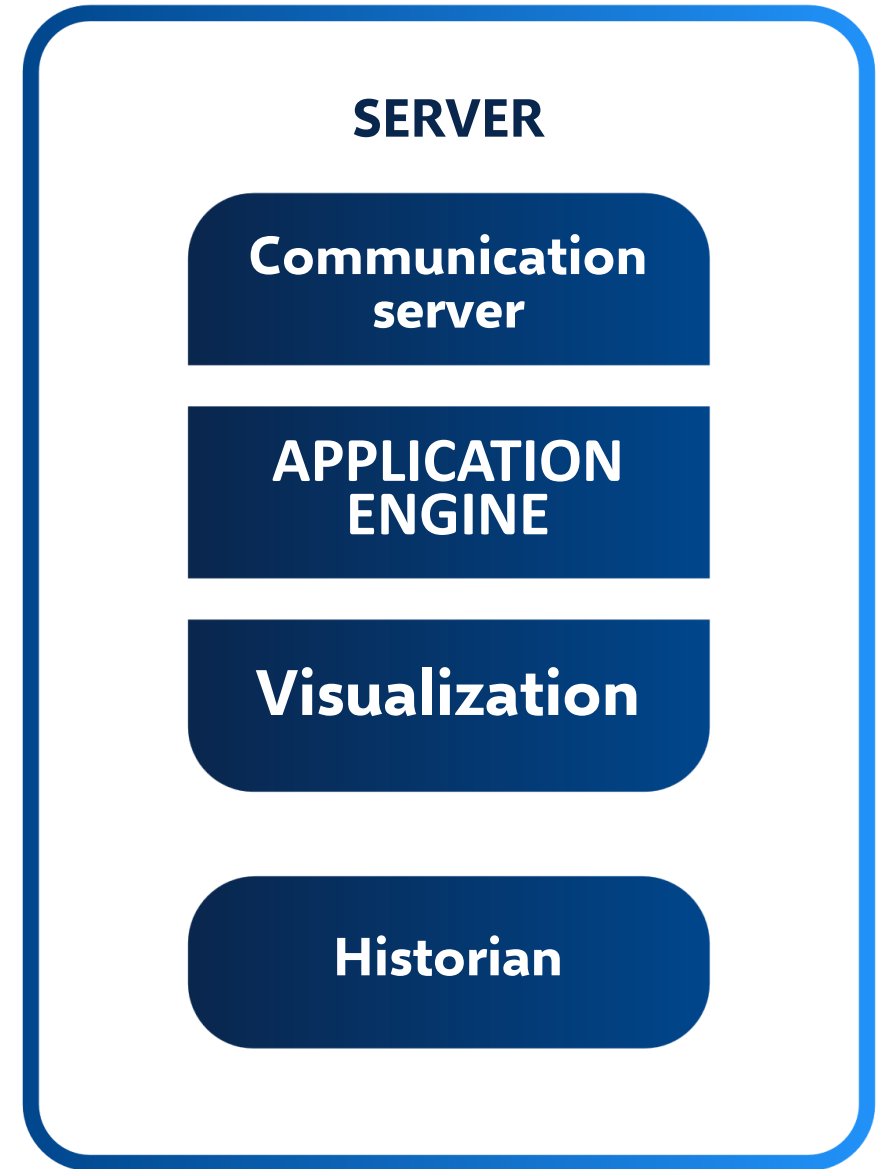 SERVER
Communication
server
APPLICATION
ENGINE
Visualization
Historian